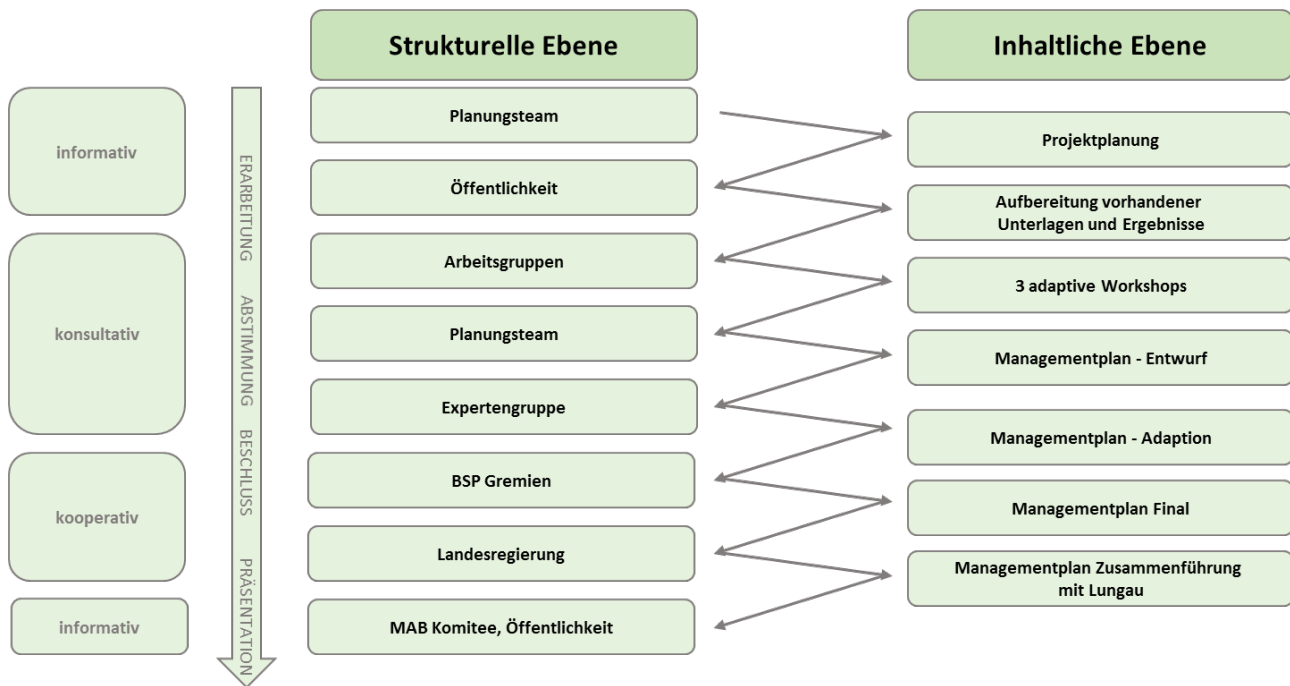 Strukturelle Ebene
Inhaltliche Ebene
informativ
konsultativ
kooperativ
informativ
ERARBEITUNG
ABSTIMMUNG
BESCHLUSS
PRÄSENTATION
Planungsteam
Öffentlichkeit
Arbeitsgruppen
Planungsteam
Expertengruppe
BSP Gremien
Landesregierung
MAB Komitee, Öffentlichkeit
Projektplanung
Aufbereitung vorhandener
Unterlagen und Ergebnisse
3 adaptive Workshops
Managementplan - Entwurf
Managementplan - Adaption
Managementplan Final
Managementplan Zusammenführung
mit Lungau